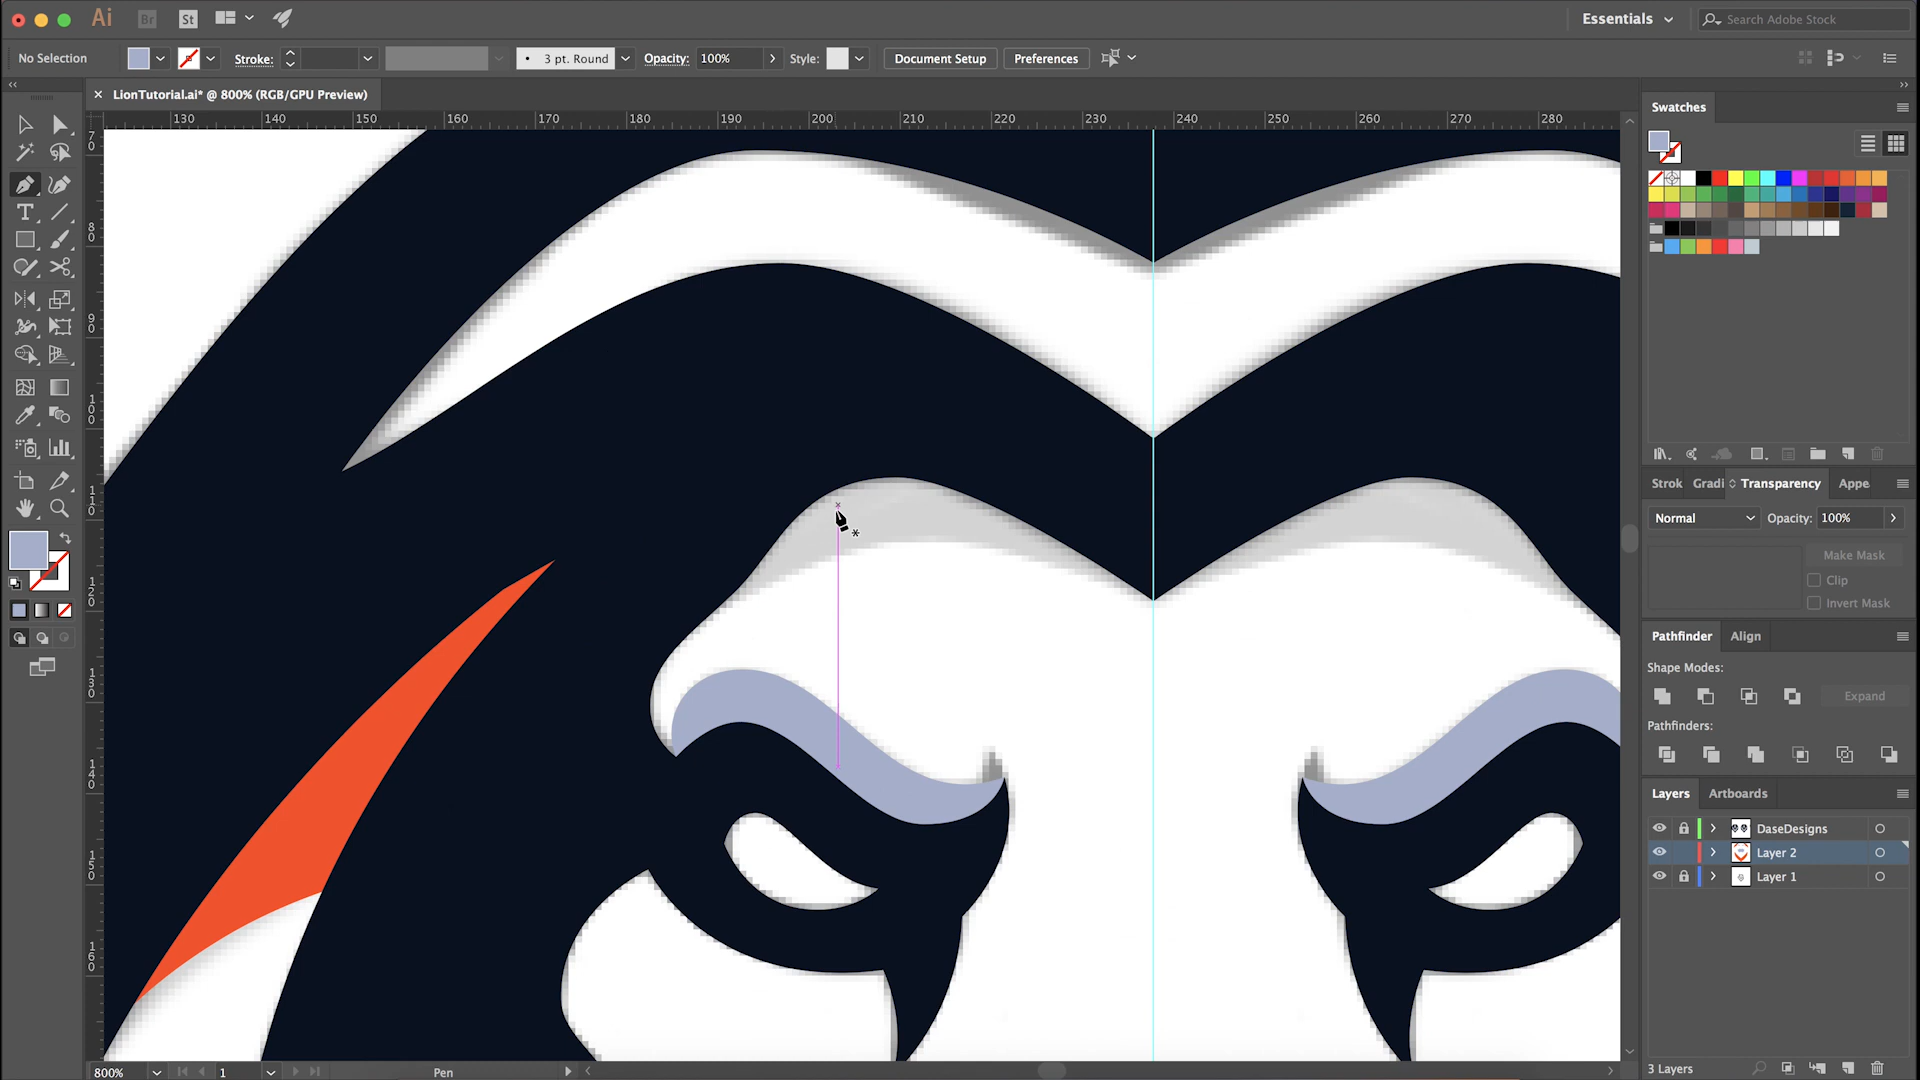 Ai Br St Essentials Search Adobe Stock
No Selection Stroke: 3 pt. Round Opacity: 100% Style: Document Setup Preferences
× LionTutorial.ai* @ 800% (RGB/GPU Preview)
130 140 150 160 170 180 190 200 210 220 230 240 250 260 270 280
70
80
90
100
110
120
130
140
150
160
Swatches
Strok Gradi Transparency Appe
Normal Opacity: 100%
Make Mask
Clip
Invert Mask
Pathfinder Align
Shape Modes:
Expand
Pathfinders:
Layers Artboards
DaseDesigns
Layer 2
Layer 1
3 Layers
800% 1 Pen